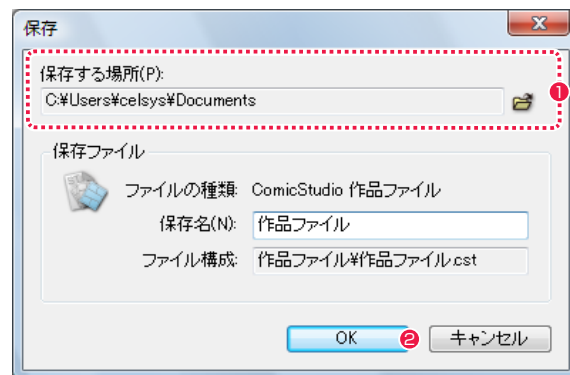 保存
保存する場所(P):
C:¥Users¥celsys¥Documents
❶
保存ファイル
ファイルの種類: ComicStudio 作品ファイル
保存名(N): 作品ファイル
ファイル構成: 作品ファイル¥作品ファイル.cst
OK ❷ キャンセル